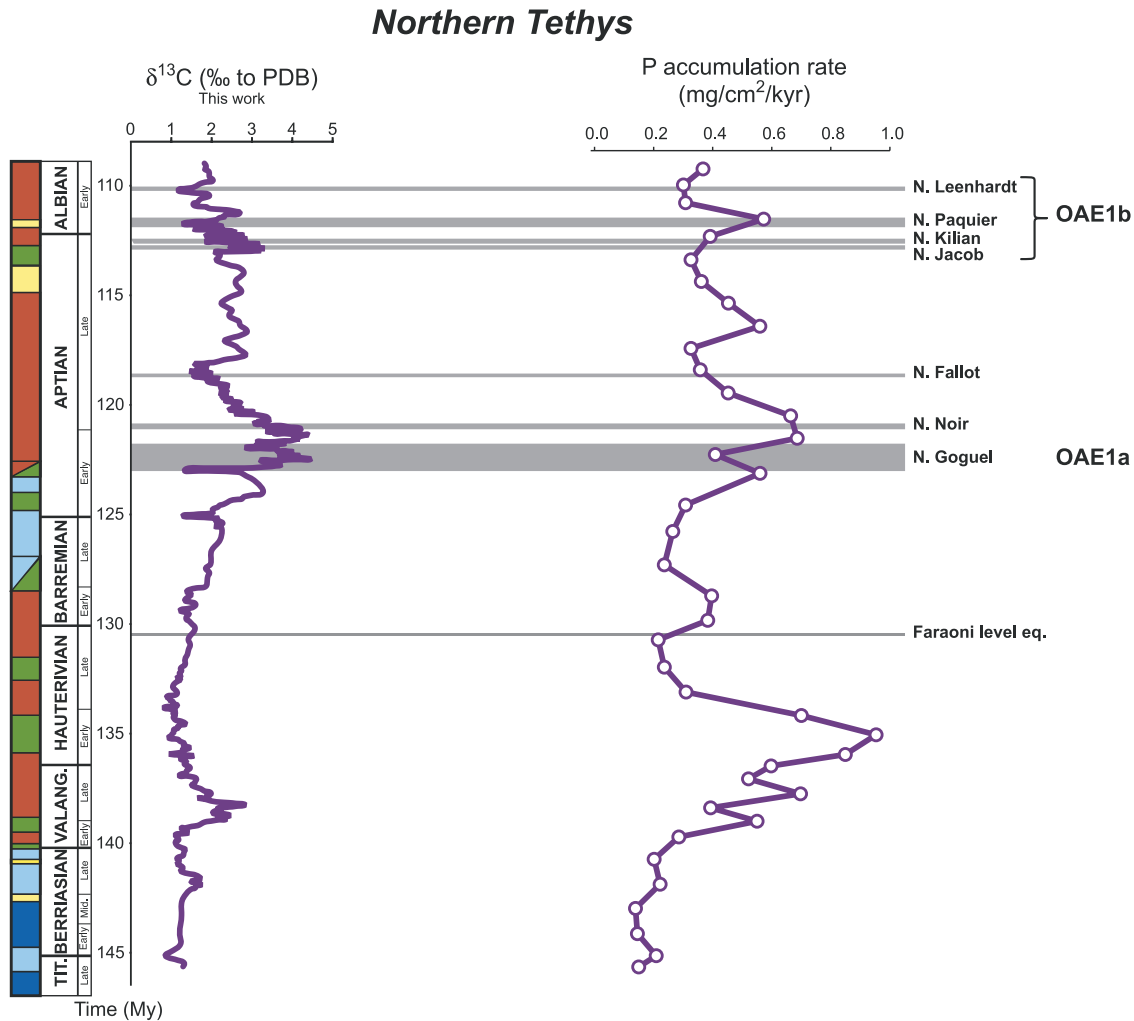 Northern Tethys
δ13C (‰ to PDB)
This work
0 1 2 3 4 5
P accumulation rate
(mg/cm2/kyr)
0.0 0.2 0.4 0.6 0.8 1.0
ALBIAN
Early
APTIAN
Late
Early
BARREMIAN
Late
Early
HAUTERIVIAN
Late
Early
VALANG.
Late
Early
BERRIASIAN
Late
Mid.
Early
TIT.
Late
110
115
120
125
130
135
140
145
Time (My)
N. Leenhardt
N. Paquier
N. Kilian
N. Jacob
OAE1b
N. Fallot
N. Noir
N. Goguel
OAE1a
Faraoni level eq.